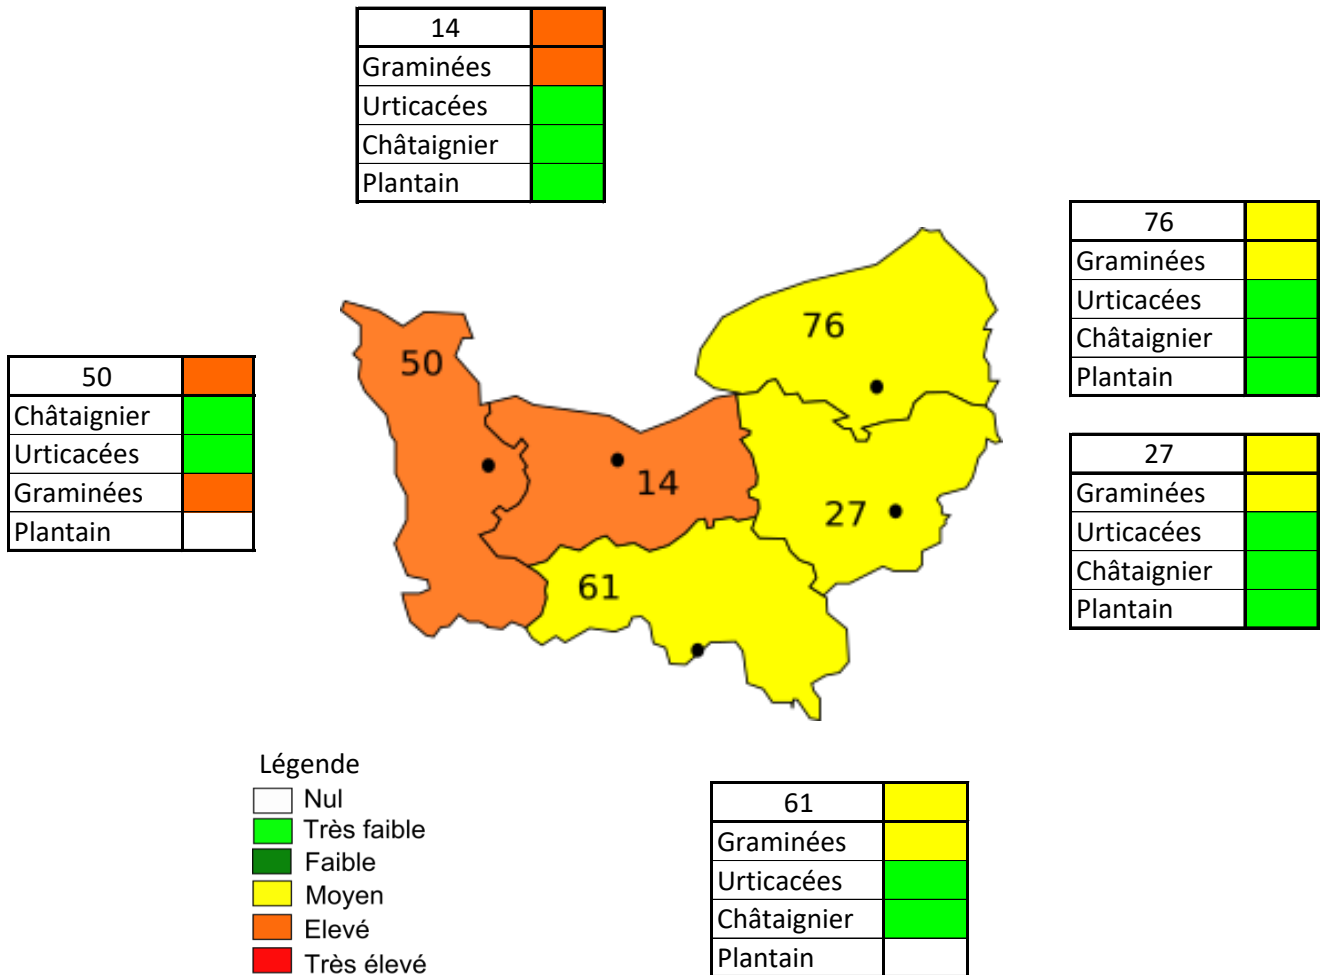 14
Graminées
Urticacées
Châtaignier
Plantain
76
Graminées
Urticacées
Châtaignier
Plantain
50
Châtaignier
Urticacées
Graminées
Plantain
27
Graminées
Urticacées
Châtaignier
Plantain
76
50
14
27
61
Légende
Nul
Très faible
Faible
Moyen
Elevé
Très élevé
61
Graminées
Urticacées
Châtaignier
Plantain